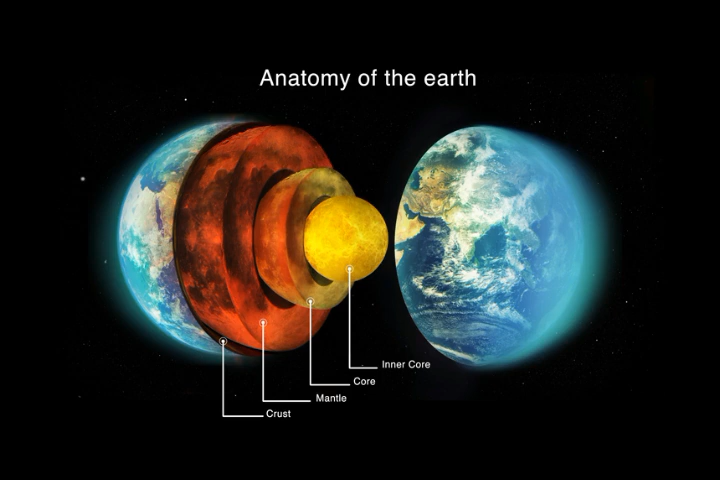 Anatomy of the earth
Inner Core
Core
Mantle
Crust